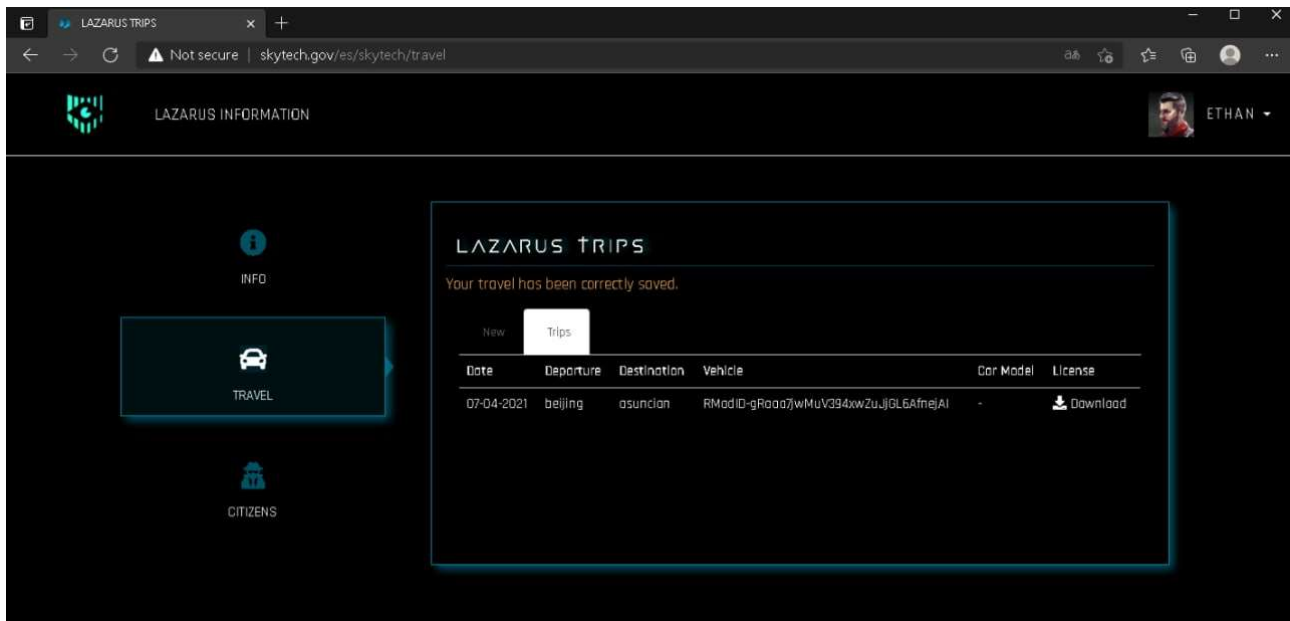 LAZARUS TRIPS
Not secure | skytech.gov/es/skytech/travel
LAZARUS INFORMATION
ETHAN
INFO
TRAVEL
CITIZENS
LAZARUS TRIPS
Your travel has been correctly saved.
New Trips
Date Departure Destination Vehicle Car Model License
07-04-2021 beijing asuncion - Download